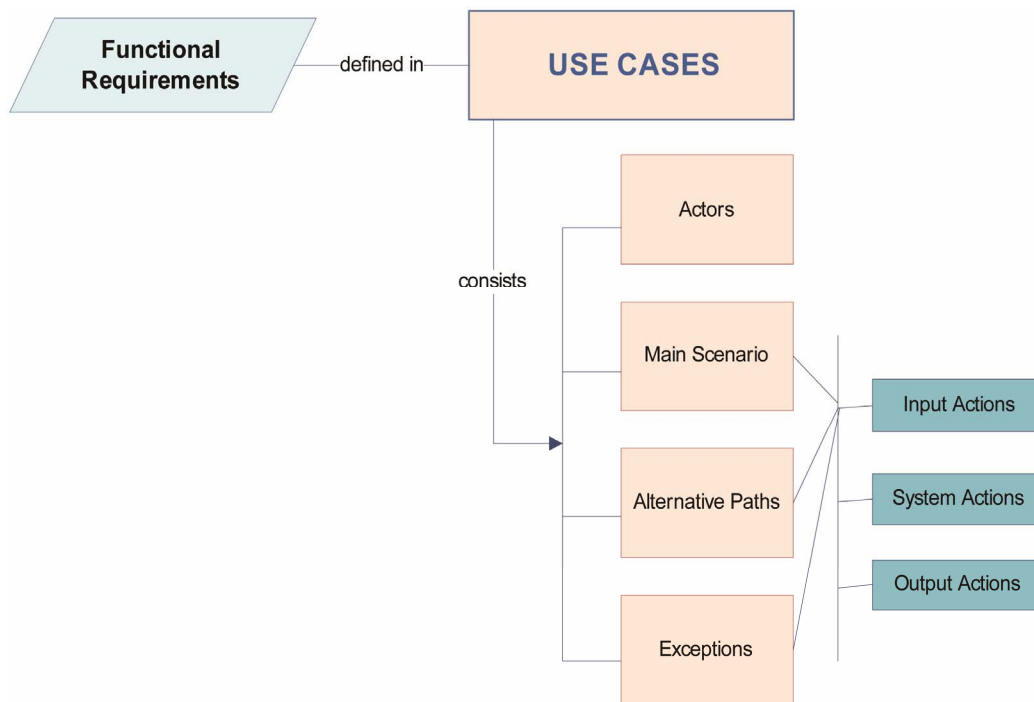 Functional
Requirements
defined in
USE CASES
Actors
consists
Main Scenario
Input Actions
Alternative Paths
System Actions
Output Actions
Exceptions